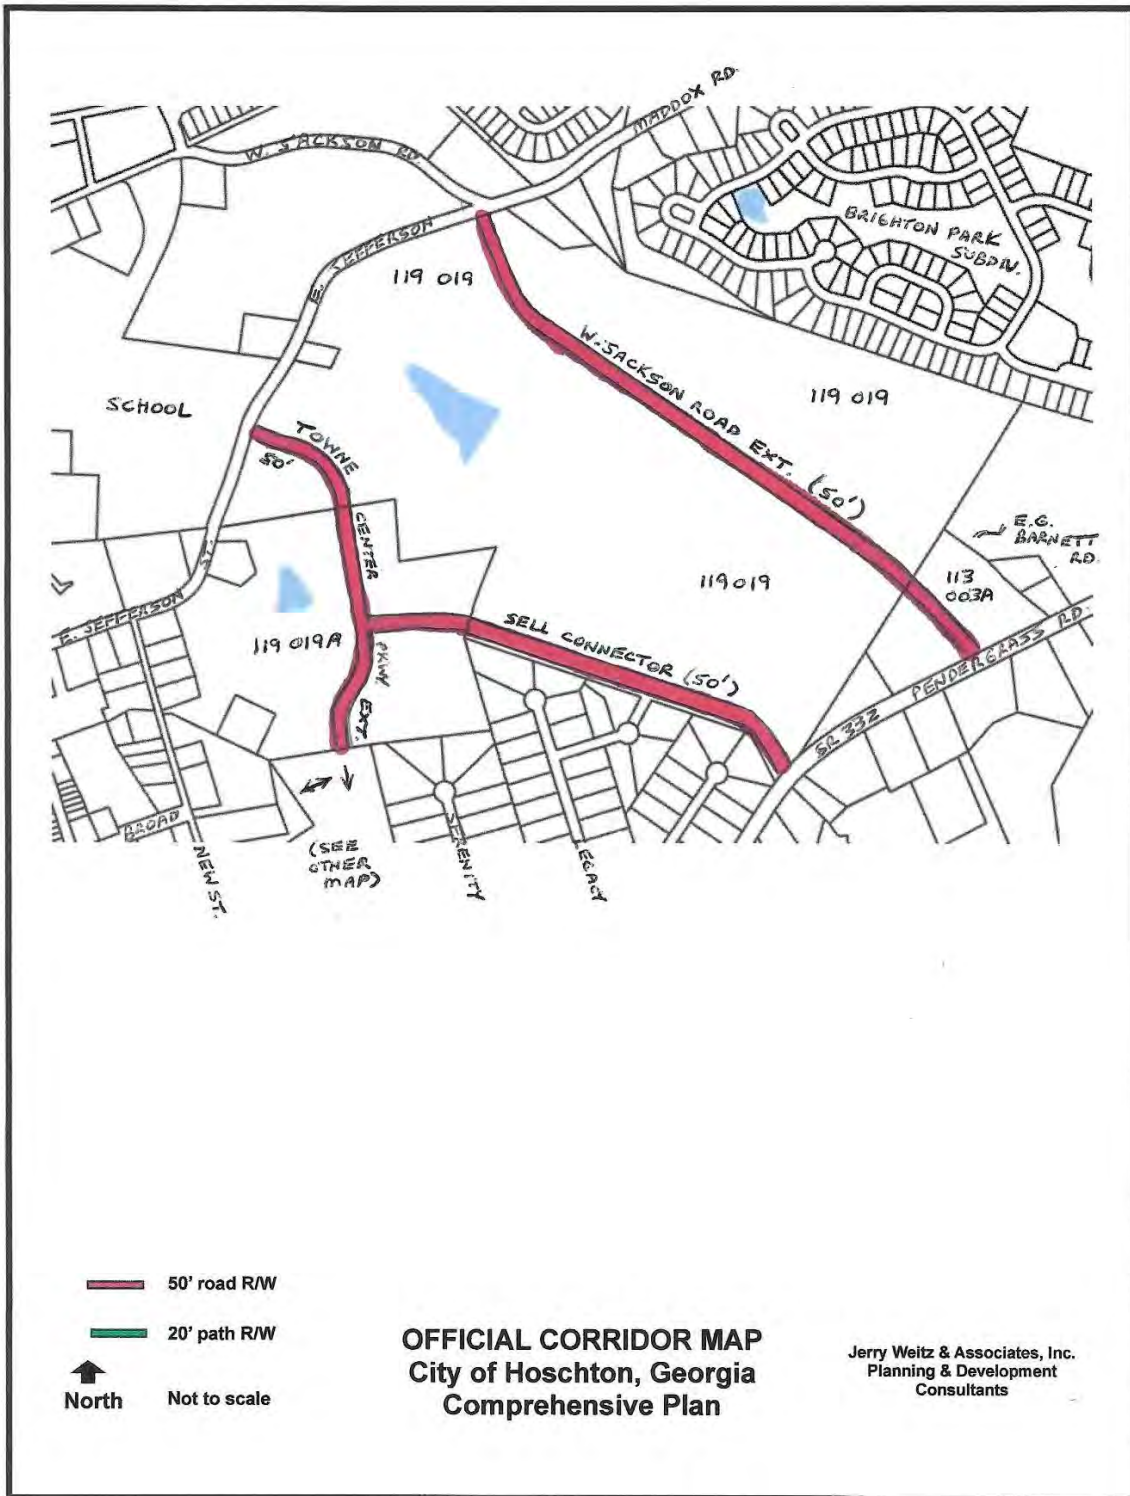 MADDOX RD.
W. JACKSON RD.
BRIGHTON PARK
SUBDIV.
E. JEFFERSON
119 019
W. JACKSON ROAD EXT. (50')
119 019
SCHOOL
TOWNE
50'
CENTER
E.G.
BARNETT
RD.
ST.
119 019
113
003A
E. JEFFERSON
119 019A
PKWY
EXT.
SELL CONNECTOR (50')
SR 332 PENDERGRASS RD.
BROAD
NEW ST.
(SEE
OTHER
MAP)
SERENITY
LEGACY
50' road R/W
20' path R/W
North
Not to scale
OFFICIAL CORRIDOR MAP
City of Hoschton, Georgia
Comprehensive Plan
Jerry Weitz & Associates, Inc.
Planning & Development
Consultants